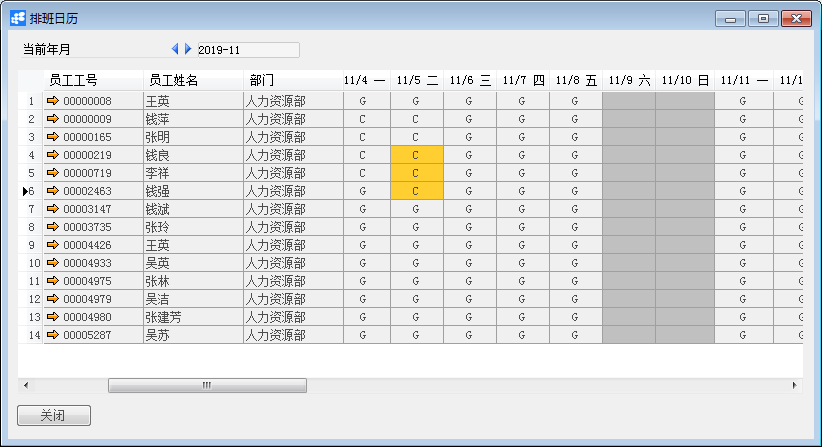 排班日历
当前年月 2019-11
员工工号 员工姓名 部门 11/4 一 11/5 二 11/6 三 11/7 四 11/8 五 11/9 六 11/10 日 11/11 一 11/1
1 00000008 王英 人力资源部 G G G G G G G
2 00000009 钱萍 人力资源部 C C G G G G G
3 00000165 张明 人力资源部 C C G G G G G
4 00000219 钱良 人力资源部 C C G G G G G
5 00000719 李祥 人力资源部 C C G G G G G
6 00002463 钱强 人力资源部 G C G G G G G
7 00003147 钱斌 人力资源部 G G G G G G G
8 00003735 张玲 人力资源部 G G G G G G G
9 00004426 王英 人力资源部 G G G G G G G
10 00004933 吴英 人力资源部 G G G G G G G
11 00004975 张林 人力资源部 G G G G G G G
12 00004979 吴洁 人力资源部 G G G G G G G
13 00004980 张建芳 人力资源部 G G G G G G G
14 00005287 吴苏 人力资源部 G G G G G G G
关闭